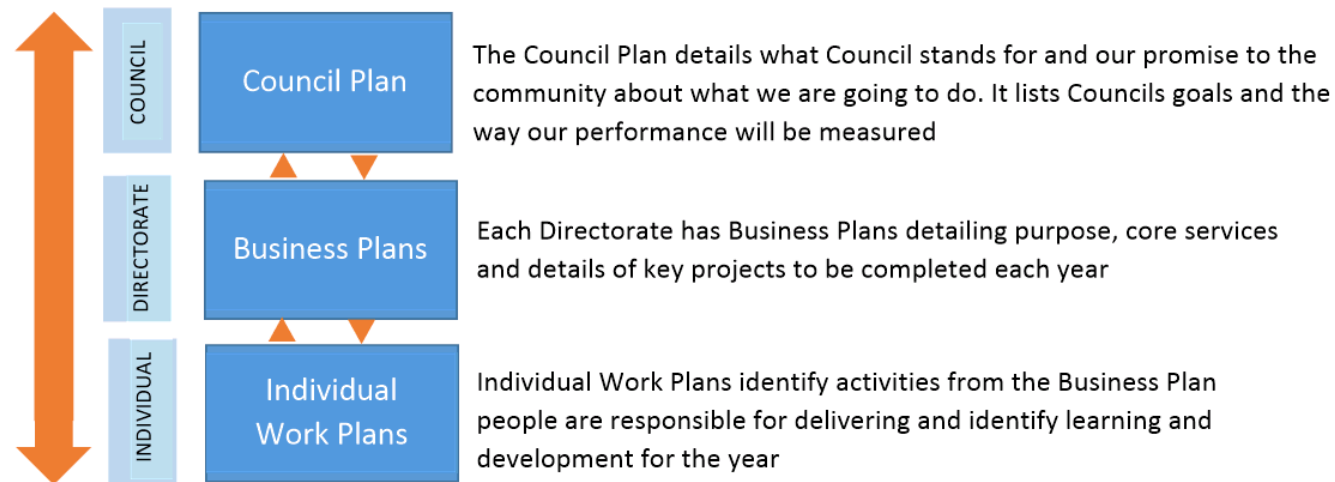 COUNCIL
Council Plan
The Council Plan details what Council stands for and our promise to the
community about what we are going to do. It lists Councils goals and the
way our performance will be measured
DIRECTORATE
Business Plans
Each Directorate has Business Plans detailing purpose, core services
and details of key projects to be completed each year
INDIVIDUAL
Individual
Work Plans
Individual Work Plans identify activities from the Business Plan
people are responsible for delivering and identify learning and
development for the year